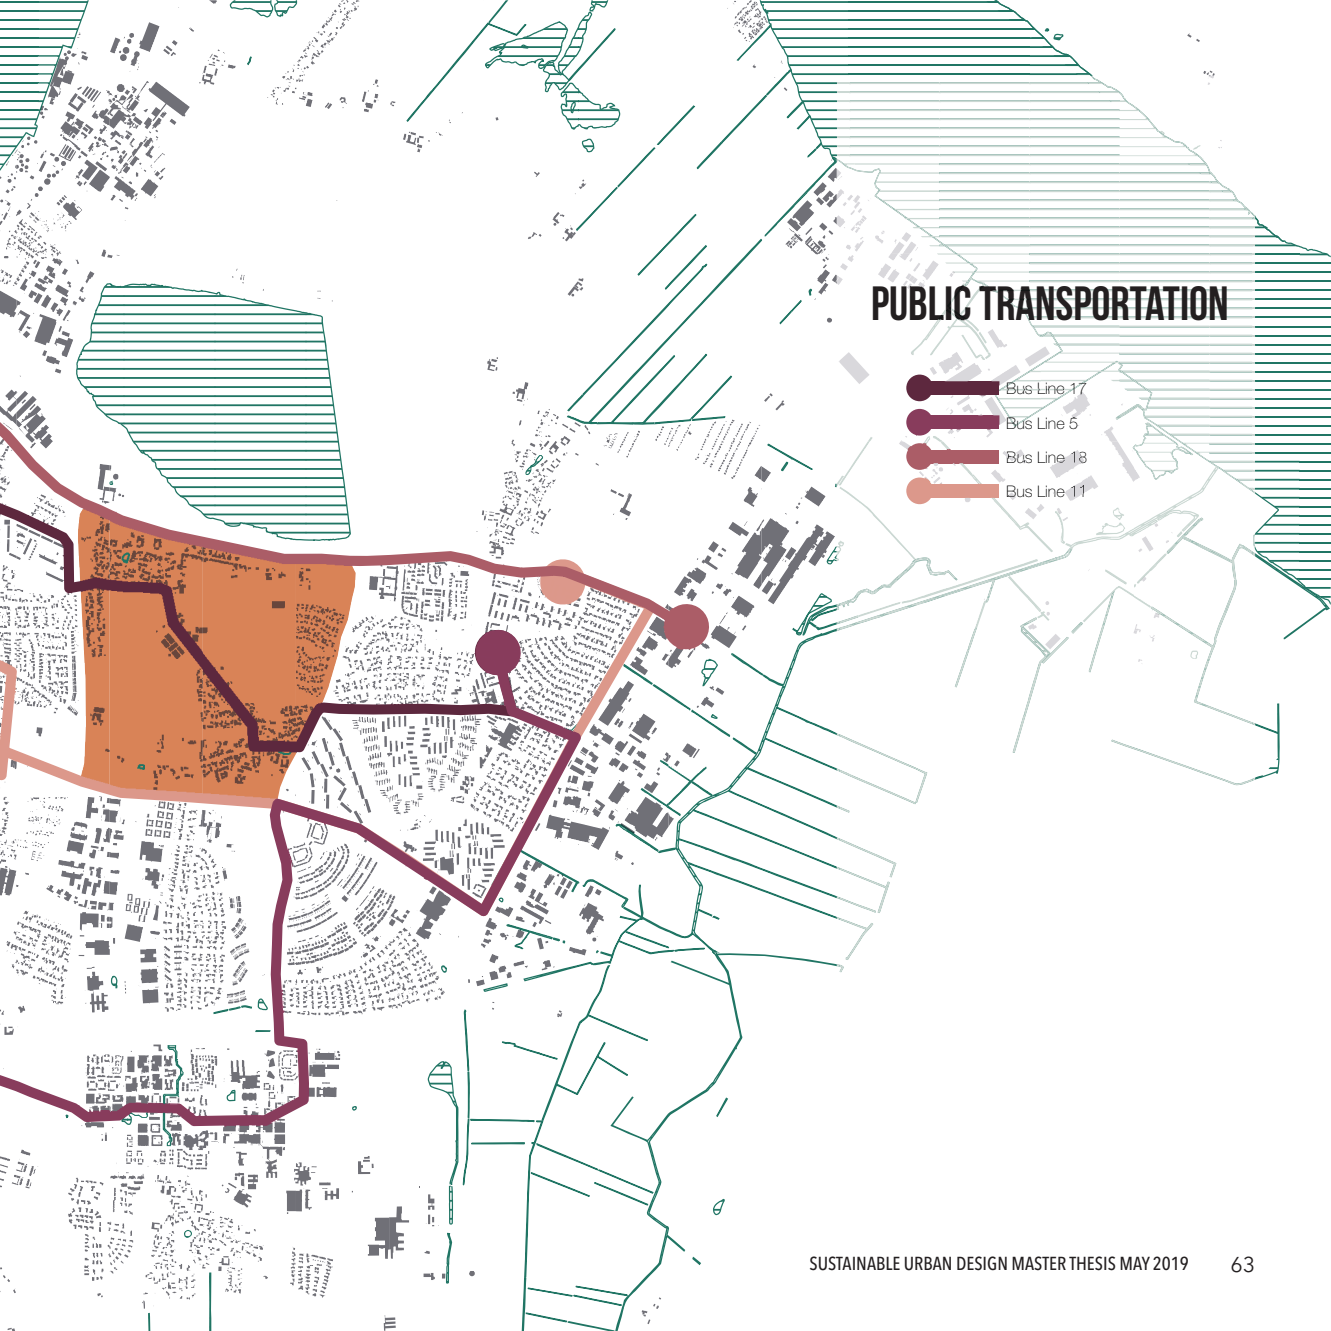 PUBLIC TRANSPORTATION
Bus Line 17
Bus Line 5
Bus Line 18
Bus Line 11
SUSTAINABLE URBAN DESIGN MASTER THESIS MAY 2019 63